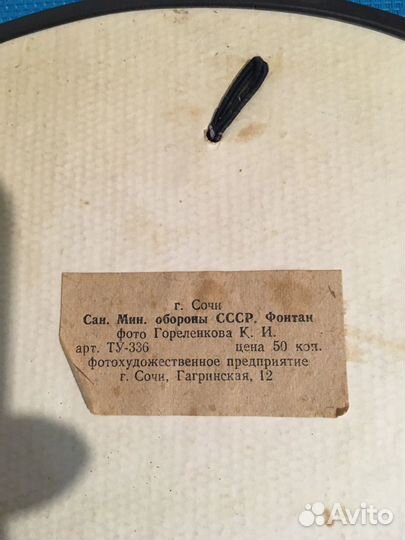 г. Сочи
Сан. Мин. обороны СССР. Фонтан
фото Гореленкова К. И.
арт. ТУ-336 цена 50 коп.
фотохудожественное предприятие
г. Сочи, Гагринская, 12
Avito